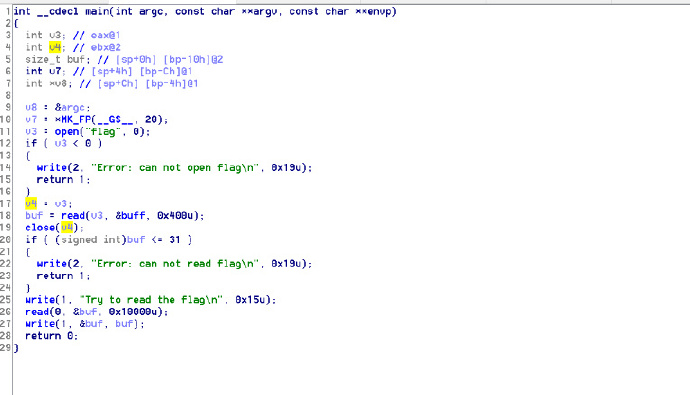 1 int __cdecl main(int argc, const char **argv, const char **envp)
2 {
3 int v3; // eax@1
4 int v4; // ebx@2
5 size_t buf; // [sp+0h] [bp-10h]@2
6 int v7; // [sp+4h] [bp-Ch]@1
7 int *v8; // [sp+Ch] [bp-4h]@1
8
9 v8 = &argc;
10 v7 = *MK_FP(__GS__, 20);
11 v3 = open("flag", 0);
12 if ( v3 < 0 )
13 {
14 write(2, "Error: can not open flag\n", 0x19u);
15 return 1;
16 }
17 v4 = v3;
18 buf = read(v3, &buff, 0x400u);
19 close(v4);
20 if ( (signed int)buf <= 31 )
21 {
22 write(2, "Error: can not read flag\n", 0x19u);
23 return 1;
24 }
25 write(1, "Try to read the flag\n", 0x15u);
26 read(0, &buf, 0x10000u);
27 write(1, &buf, buf);
28 return 0;
29 }